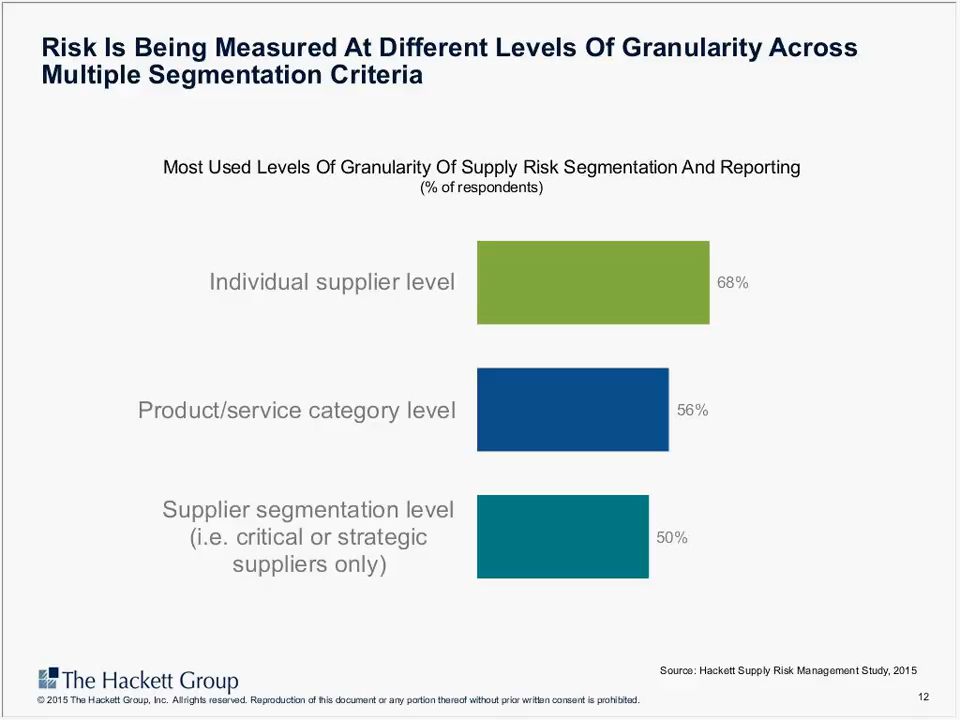 Risk Is Being Measured At Different Levels Of Granularity Across
Multiple Segmentation Criteria
Most Used Levels Of Granularity Of Supply Risk Segmentation And Reporting
(% of respondents)
Individual supplier level
68%
Product/service category level
56%
Supplier segmentation level
(i.e. critical or strategic
suppliers only)
50%
Source: Hackett Supply Risk Management Study, 2015
The Hackett Group
© 2015 The Hackett Group, Inc. All rights reserved. Reproduction of this document or any portion thereof without prior written consent is prohibited.
12